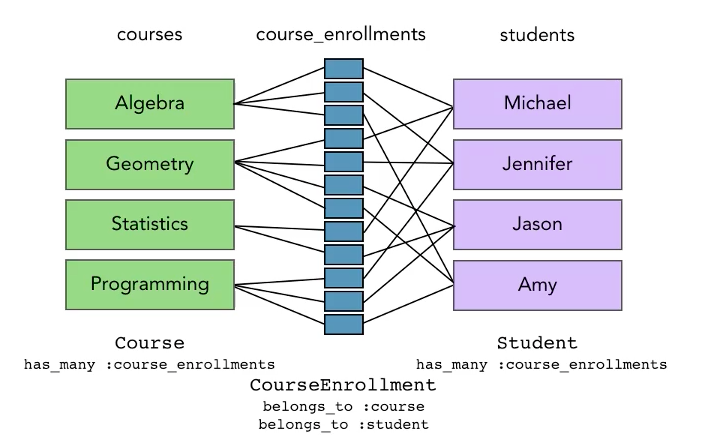 courses
course_enrollments
students
Algebra
Michael
Geometry
Jennifer
Statistics
Jason
Programming
Amy
Course
has_many :course_enrollments
Student
has_many :course_enrollments
CourseEnrollment
belongs_to :course
belongs_to :student